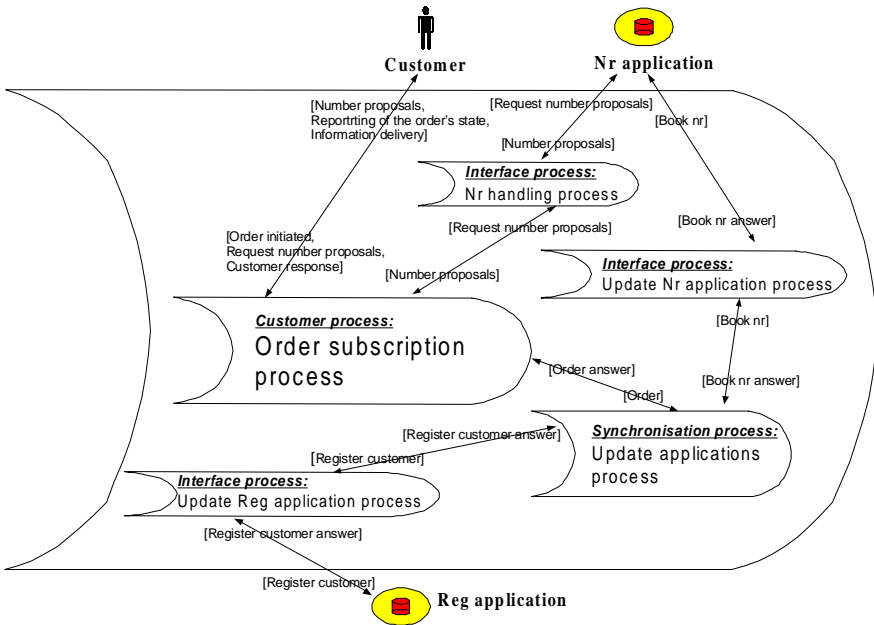 Customer
Nr application
[Number proposals,
Reportrting of the order's state,
Information delivery]
[Request number proposals]
[Book nr]
[Number proposals]
Interface process:
Nr handling process
[Request number proposals]
[Book nr answer]
[Order initiated,
Request number proposals,
Customer response]
[Number proposals]
Interface process:
Update Nr application process
[Book nr]
Customer process:
Order subscription
process
[Order answer]
[Book nr answer]
[Order]
[Register customer answer]
Synchronisation process:
Update applications
process
[Register customer]
Interface process:
Update Reg application process
[Register customer answer]
[Register customer]
Reg application